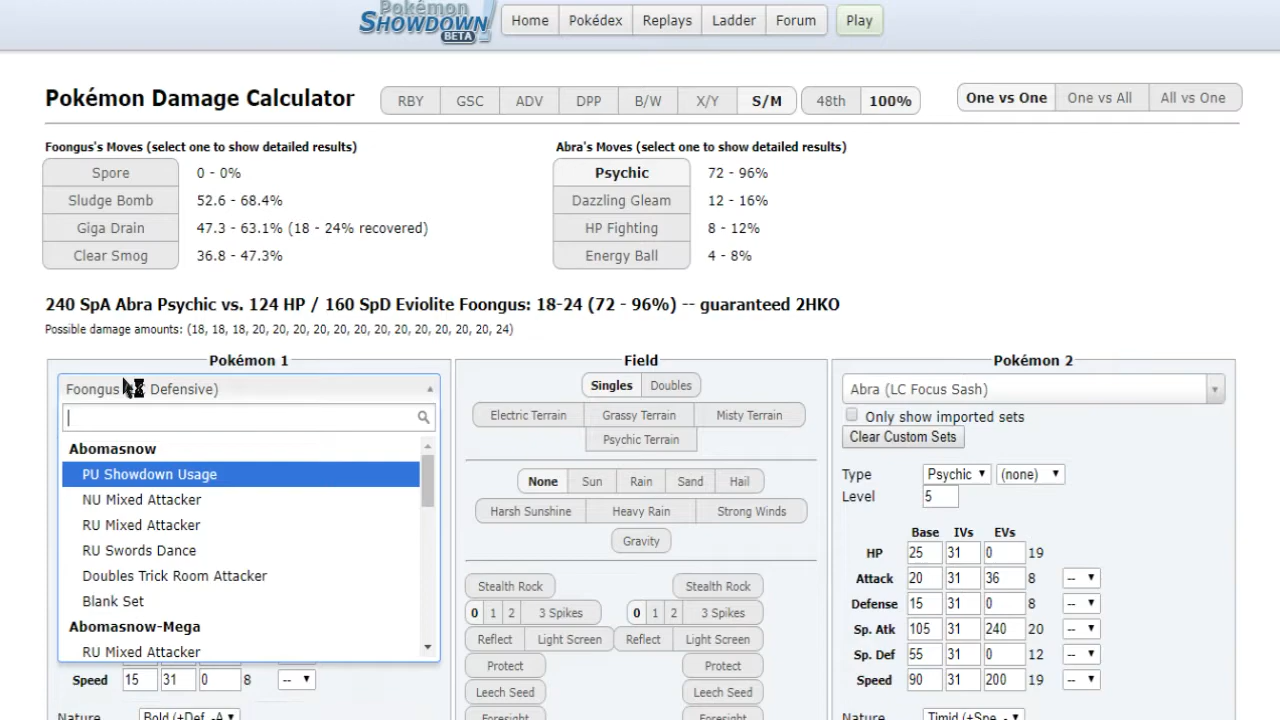 Pokémon
SHOWDOWN!
BETA
Home Pokédex Replays Ladder Forum Play
Pokémon Damage Calculator RBY GSC ADV DPP B/W X/Y S/M 48th 100% One vs One One vs All All vs One
Foongus's Moves (select one to show detailed results) Abra's Moves (select one to show detailed results)
Spore 0 - 0% Psychic 72 - 96%
Sludge Bomb 52.6 - 68.4% Dazzling Gleam 12 - 16%
Giga Drain 47.3 - 63.1% (18 - 24% recovered) HP Fighting 8 - 12%
Clear Smog 36.8 - 47.3% Energy Ball 4 - 8%
240 SpA Abra Psychic vs. 124 HP / 160 SpD Eviolite Foongus: 18-24 (72 - 96%) -- guaranteed 2HKO
Possible damage amounts: (18, 18, 18, 20, 20, 20, 20, 20, 20, 20, 20, 20, 20, 20, 20, 24)
Pokémon 1
Foongus Defensive)
Abomasnow
PU Showdown Usage
NU Mixed Attacker
RU Mixed Attacker
RU Swords Dance
Doubles Trick Room Attacker
Blank Set
Abomasnow-Mega
RU Mixed Attacker
Speed 15 31 0 8 --
Nature Bold (+Def, -A
Field
Singles Doubles
Electric Terrain Grassy Terrain Misty Terrain
Psychic Terrain
None Sun Rain Sand Hail
Harsh Sunshine Heavy Rain Strong Winds
Gravity
Stealth Rock Stealth Rock
0 1 2 3 Spikes 0 1 2 3 Spikes
Reflect Light Screen Reflect Light Screen
Protect Protect
Leech Seed Leech Seed
Foresight Foresight
Pokémon 2
Abra (LC Focus Sash)
Only show imported sets
Clear Custom Sets
Type Psychic (none)
Level 5
Base IVs EVs
HP 25 31 0 19
Attack 20 31 36 8 --
Defense 15 31 0 8 --
Sp. Atk 105 31 240 20 --
Sp. Def 55 31 0 12 --
Speed 90 31 200 19 --
Nature Timid (+Spe, -